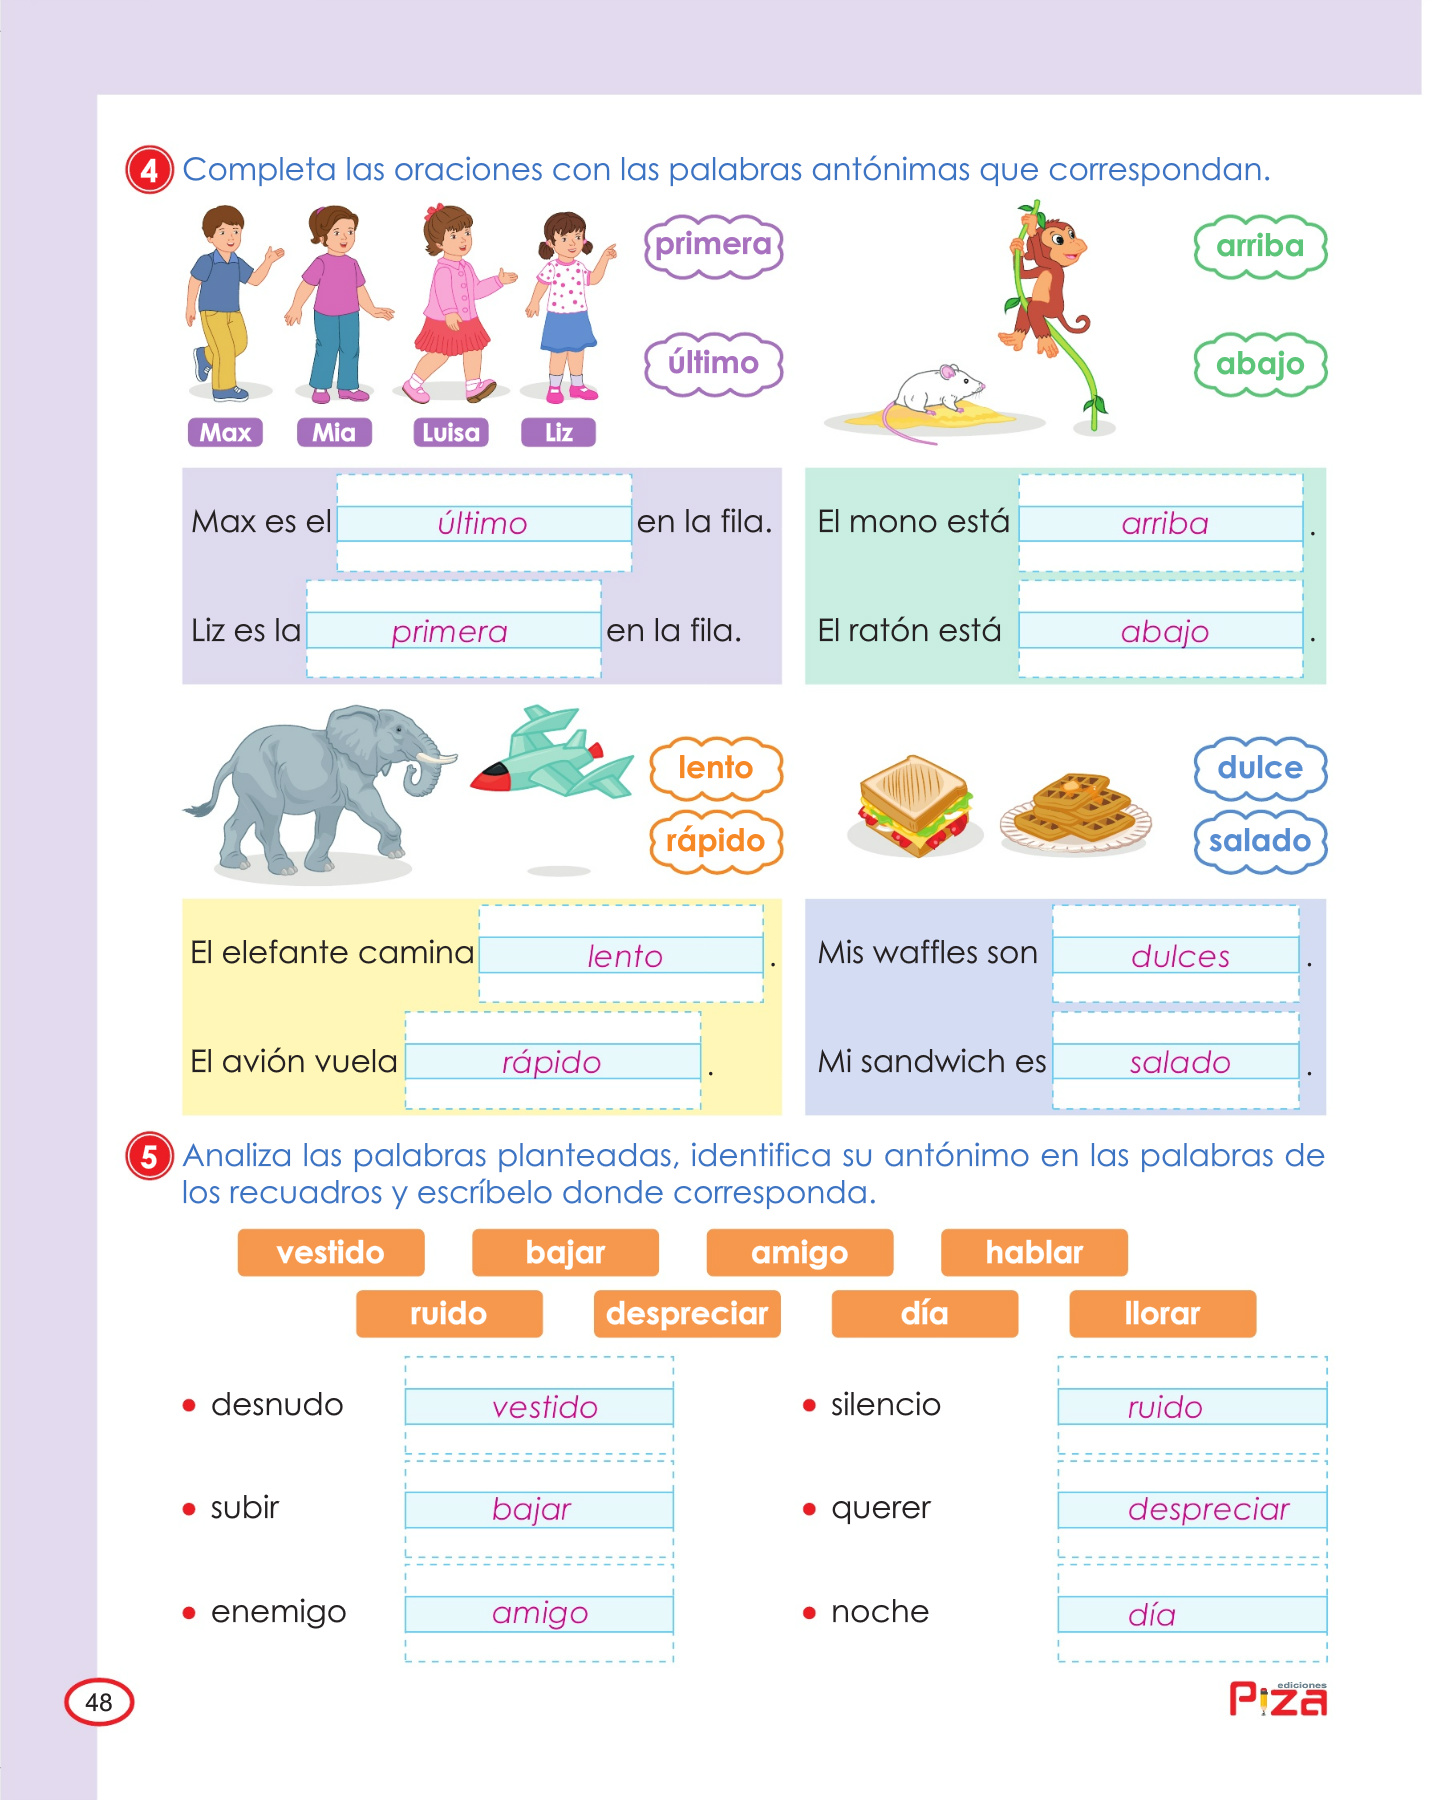 4 Completa las oraciones con las palabras antónimas que correspondan.
primera
último
Max Mia Luisa Liz
arriba
abajo
Max es el último en la fila.
Liz es la primera en la fila.
El mono está arriba.
El ratón está abajo.
lento
rápido
dulce
salado
El elefante camina lento.
El avión vuela rápido.
Mis waffles son dulces.
Mi sandwich es salado.
5 Analiza las palabras planteadas, identifica su antónimo en las palabras de
los recuadros y escríbelo donde corresponda.
vestido bajar amigo hablar
ruido despreciar día llorar
• desnudo vestido
• subir bajar
• enemigo amigo
• silencio ruido
• querer despreciar
• noche día
48
ediciones
Piza